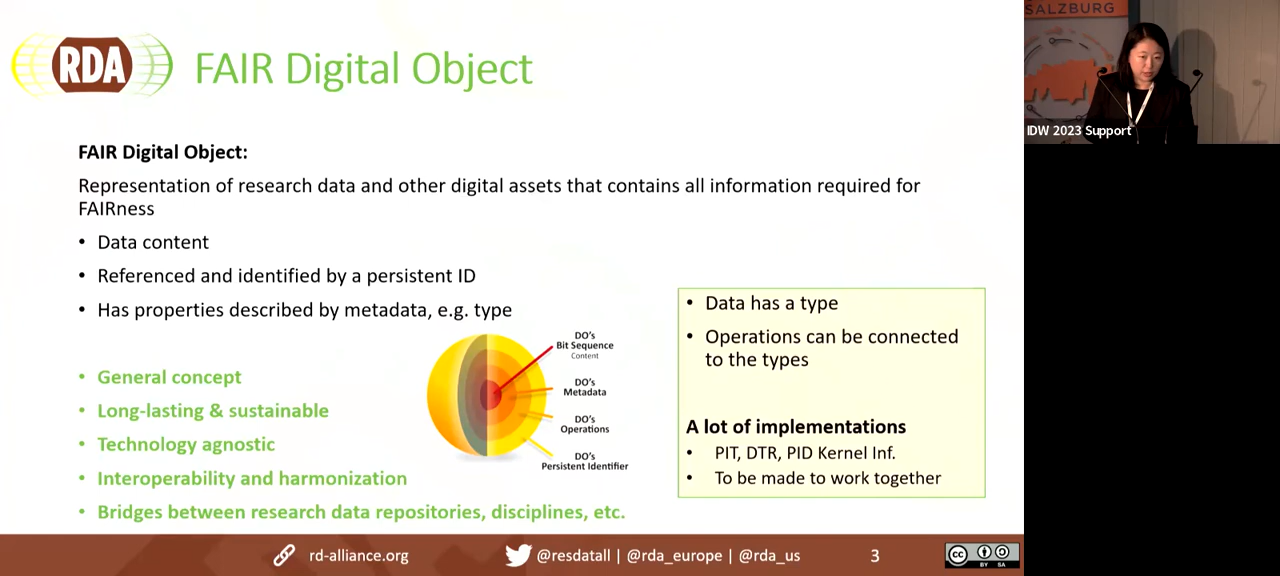 RDA
FAIR Digital Object
FAIR Digital Object:
Representation of research data and other digital assets that contains all information required for
FAIRness
• Data content
• Referenced and identified by a persistent ID
• Has properties described by metadata, e.g. type
• General concept
• Long-lasting & sustainable
• Technology agnostic
• Interoperability and harmonization
• Bridges between research data repositories, disciplines, etc.
DO's
Bit Sequence
Content
DO's
Metadata
DO's
Operations
DO's
Persistent Identifier
• Data has a type
• Operations can be connected
to the types
A lot of implementations
• PIT, DTR, PID Kernel Inf.
• To be made to work together
rd-alliance.org
@resdatall | @rda_europe | @rda_us
3
cc
BY SA
SALZBURG
IDW 2023 Support